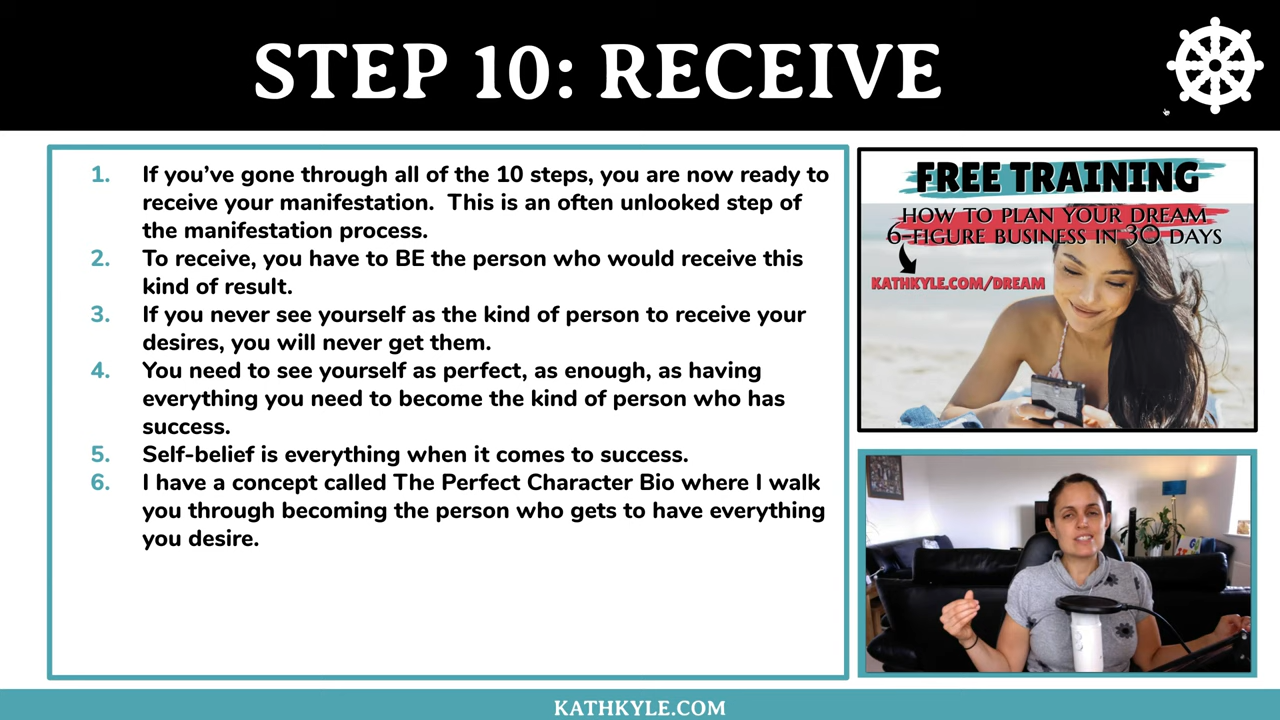 STEP 10: RECEIVE
1. If you’ve gone through all of the 10 steps, you are now ready to
receive your manifestation.  This is an often unlooked step of
the manifestation process.
2. To receive, you have to BE the person who would receive this
kind of result.
3. If you never see yourself as the kind of person to receive your
desires, you will never get them.
4. You need to see yourself as perfect, as enough, as having
everything you need to become the kind of person who has
success.
5. Self-belief is everything when it comes to success.
6. I have a concept called The Perfect Character Bio where I walk
you through becoming the person who gets to have everything
you desire.
FREE TRAINING
HOW TO PLAN YOUR DREAM
6-FIGURE BUSINESS IN 30 DAYS
KATHKYLE.COM/DREAM
KATHKYLE.COM